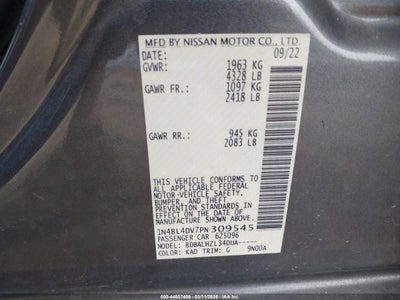 MFD BY NISSAN MOTOR CO., LTD.
DATE: 09/22
GVWR: 1963 KG
4328 LB
GAWR FR.: 1097 KG
2418 LB
GAWR RR.: 945 KG
2083 LB
THIS VEHICLE CONFORMS TO ALL
APPLICABLE FEDERAL MOTOR
VEHICLE SAFETY,
BUMPER, AND THEFT
PREVENTION STANDARDS IN
EFFECT ON THE DATE OF
MANUFACTURE SHOWN ABOVE.
1N4BL4DV7PN309545
PASSENGER CAR 625096
MODEL: BDBALHZL34DUA-----
COLOR: KAD TRIM: G 9N00A
000-44557409 - 03/11/2026 - IAAI